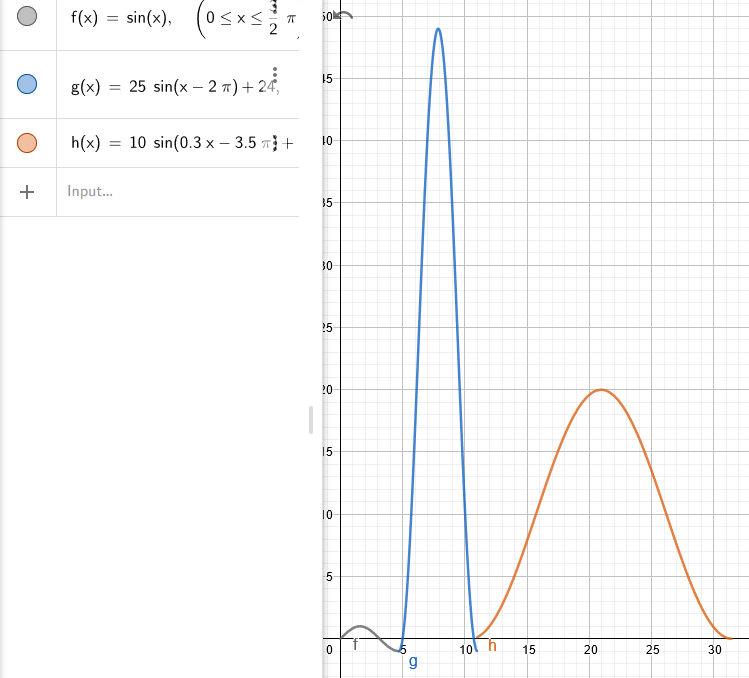 f(x) = sin(x), (0 ≤ x ≤ 3/2 π
g(x) = 25 sin(x − 2 π) + 24,
h(x) = 10 sin(0.3 x − 3.5 π) +
+ Input...
50
45
40
35
30
25
20
15
10
5
0 5 10 15 20 25 30
f
g
h